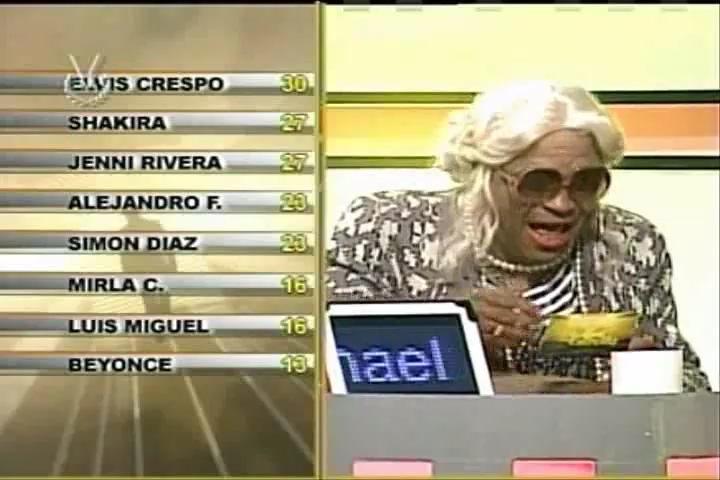 ELVIS CRESPO 30
SHAKIRA 27
JENNI RIVERA 27
ALEJANDRO F. 23
SIMON DIAZ 23
MIRLA C. 16
LUIS MIGUEL 16
BEYONCE 13
hael